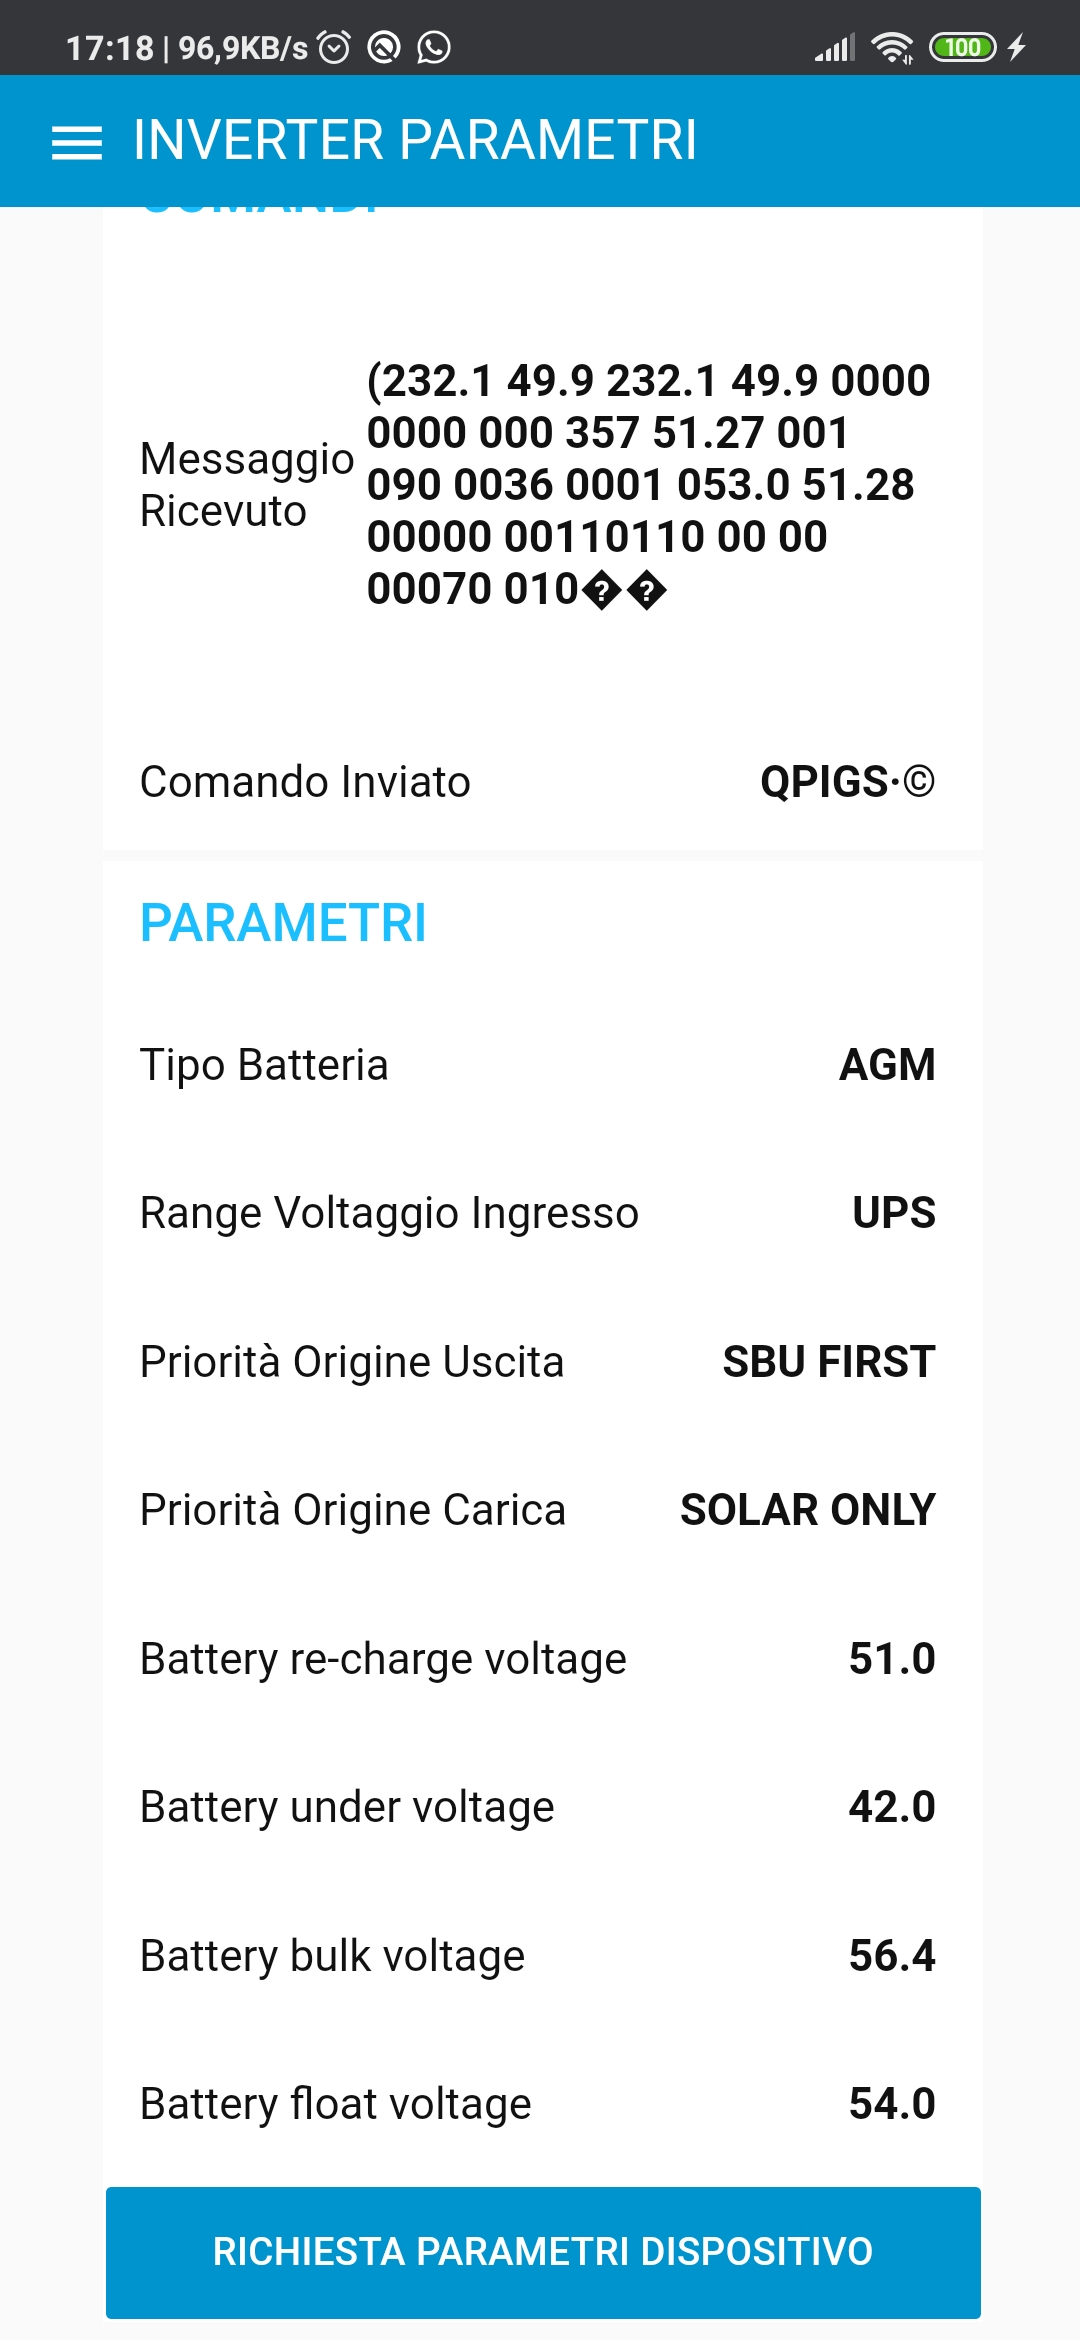 17:18 | 96,9KB/s
100
INVERTER PARAMETRI
COMANDI
Messaggio
Ricevuto
(232.1 49.9 232.1 49.9 0000
0000 000 357 51.27 001
090 0036 0001 053.0 51.28
00000 00110110 00 00
00070 010��
Comando Inviato QPIGS·©
PARAMETRI
Tipo Batteria AGM
Range Voltaggio Ingresso UPS
Priorità Origine Uscita SBU FIRST
Priorità Origine Carica SOLAR ONLY
Battery re-charge voltage 51.0
Battery under voltage 42.0
Battery bulk voltage 56.4
Battery float voltage 54.0
RICHIESTA PARAMETRI DISPOSITIVO